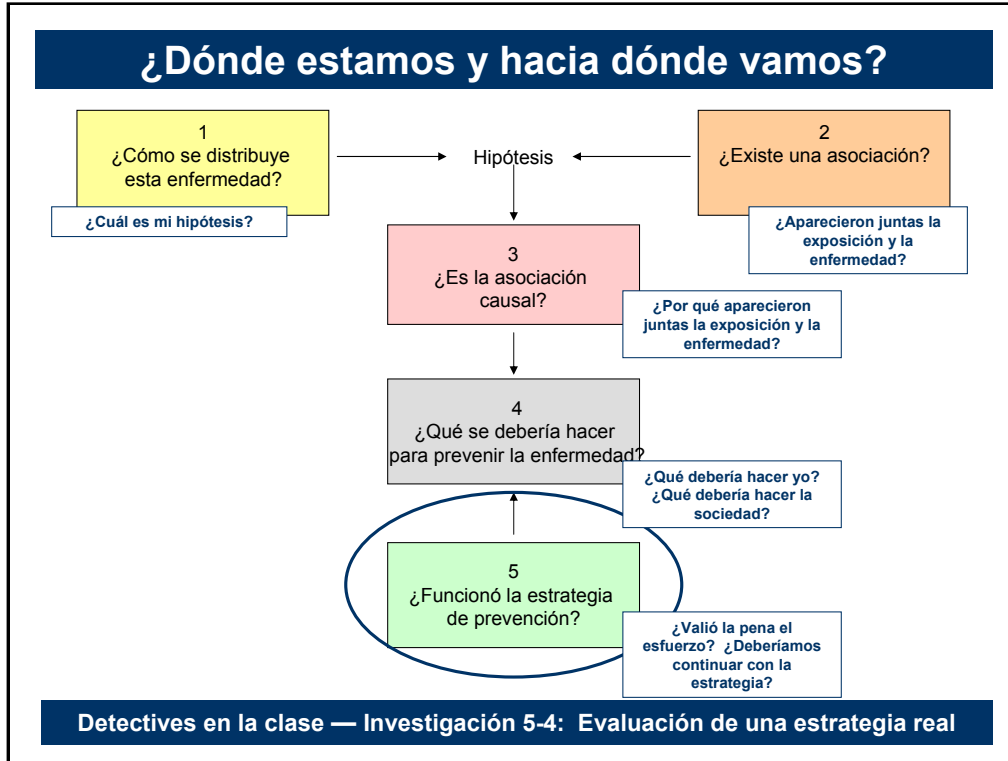 ¿Dónde estamos y hacia dónde vamos?
1
¿Cómo se distribuye
esta enfermedad?
¿Cuál es mi hipótesis?
Hipótesis
2
¿Existe una asociación?
¿Aparecieron juntas la
exposición y la
enfermedad?
3
¿Es la asociación
causal?
¿Por qué aparecieron
juntas la exposición y la
enfermedad?
4
¿Qué se debería hacer
para prevenir la enfermedad?
¿Qué debería hacer yo?
¿Qué debería hacer la
sociedad?
5
¿Funcionó la estrategia
de prevención?
¿Valió la pena el
esfuerzo? ¿Deberíamos
continuar con la
estrategia?
Detectives en la clase — Investigación 5-4: Evaluación de una estrategia real